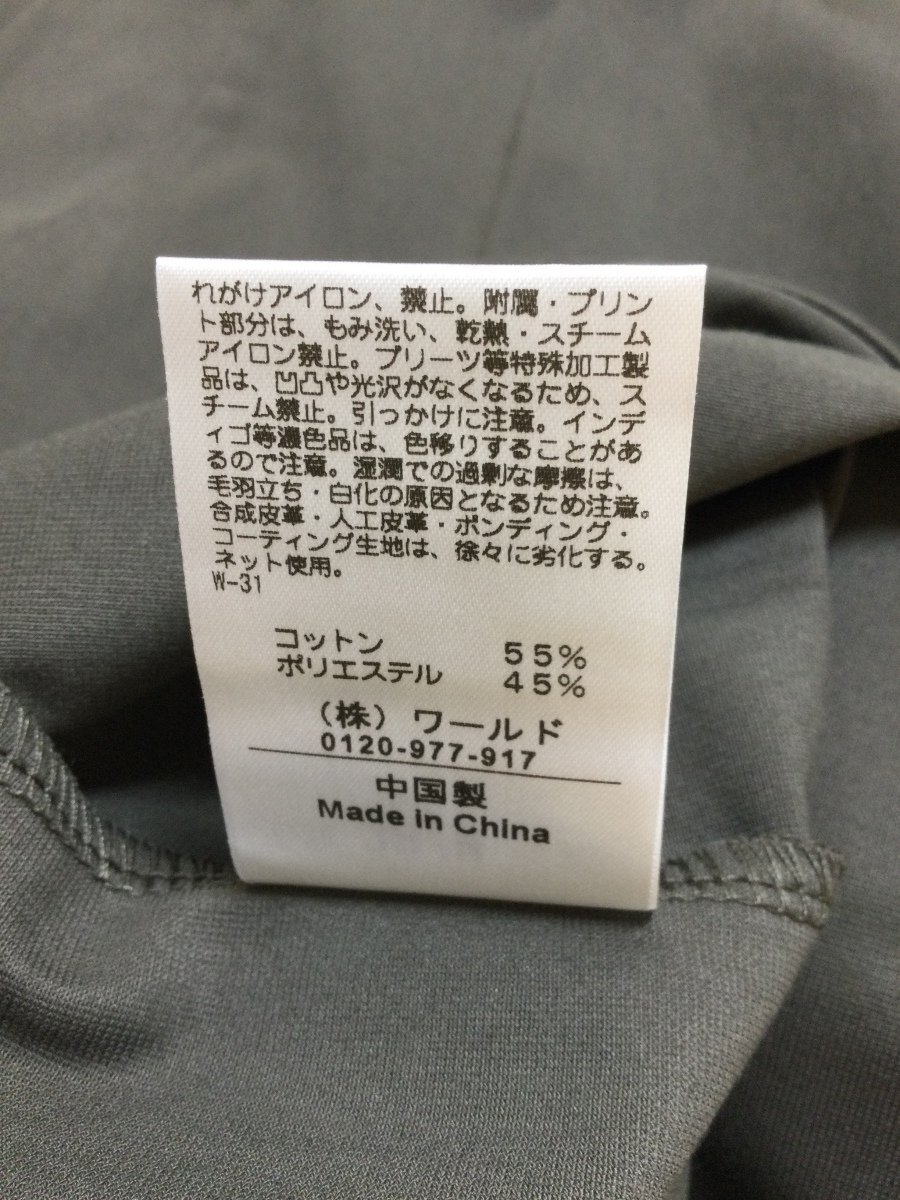 れがけアイロン、禁止。附属・プリン
ト部分は、もみ洗い、乾熱・スチーム
アイロン禁止。プリーツ等特殊加工製
品は、凹凸や光沢がなくなるため、ス
チーム禁止。引っかけに注意。インデ
ィゴ等濃色品は、色移りすることがあ
るので注意。湿潤での過剰な摩擦は、
毛羽立ち・白化の原因となるため注意。
合成皮革・人工皮革・ボンディング・
コーティング生地は、徐々に劣化する。
ネット使用。
W-31
コットン 55%
ポリエステル 45%
（株）ワールド
0120-977-917
中国製
Made in China